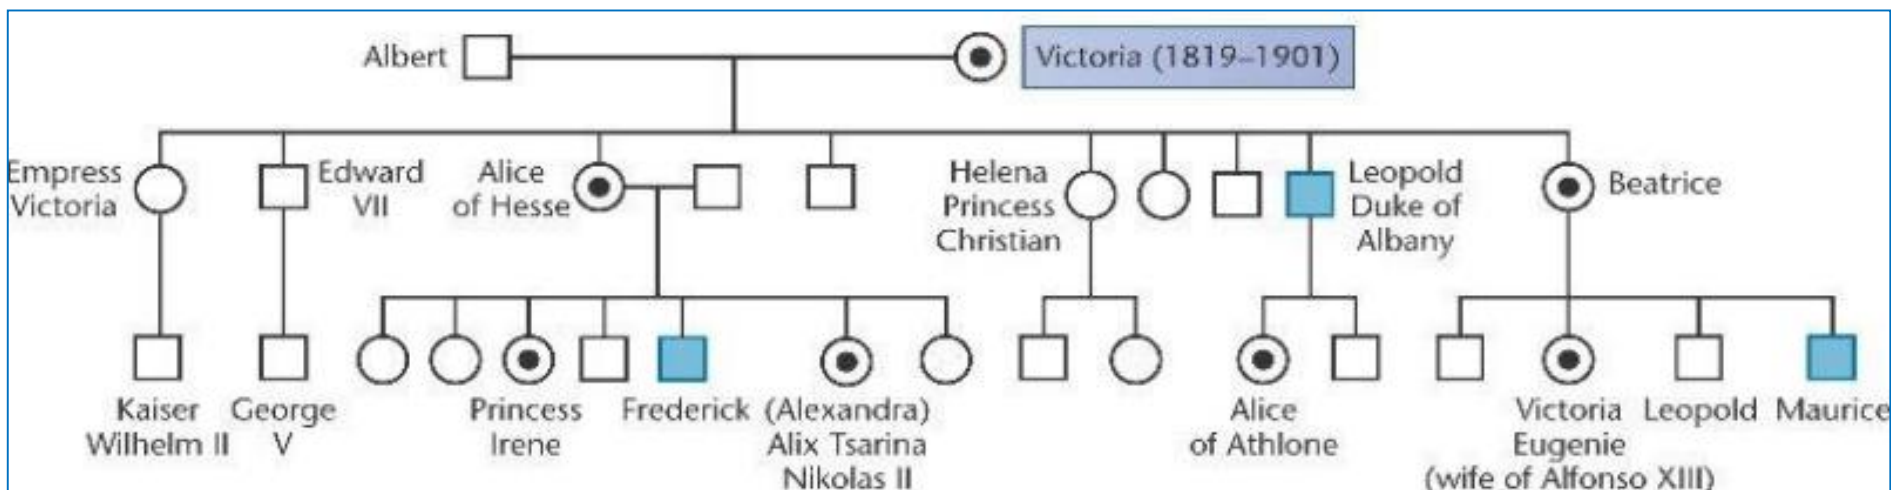 Albert
Victoria (1819–1901)
Empress
Victoria
Edward
VII
Alice
of Hesse
Helena
Princess
Christian
Leopold
Duke of
Albany
Beatrice
Kaiser
Wilhelm II
George
V
Princess
Irene
Frederick
(Alexandra)
Alix Tsarina
Nikolas II
Alice
of Athlone
Victoria
Eugenie
(wife of Alfonso XIII)
Leopold
Maurice